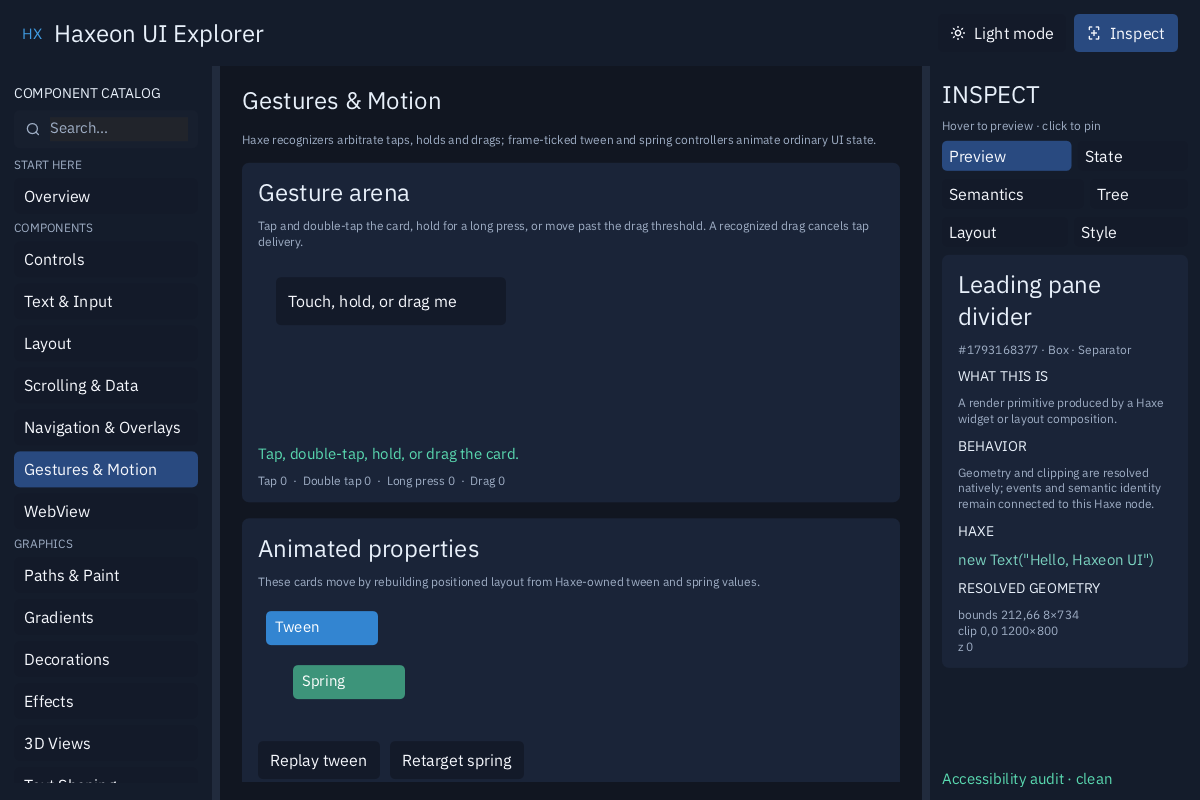 HX Haxeon UI Explorer
Light mode
Inspect
COMPONENT CATALOG
Search...
START HERE
Overview
COMPONENTS
Controls
Text & Input
Layout
Scrolling & Data
Navigation & Overlays
Gestures & Motion
WebView
GRAPHICS
Paths & Paint
Gradients
Decorations
Effects
3D Views
Text Shaping
Gestures & Motion
Haxe recognizers arbitrate taps, holds and drags; frame-ticked tween and spring controllers animate ordinary UI state.
Gesture arena
Tap and double-tap the card, hold for a long press, or move past the drag threshold. A recognized drag cancels tap
delivery.
Touch, hold, or drag me
Tap, double-tap, hold, or drag the card.
Tap 0 · Double tap 0 · Long press 0 · Drag 0
Animated properties
These cards move by rebuilding positioned layout from Haxe-owned tween and spring values.
Tween
Spring
Replay tween
Retarget spring
INSPECT
Hover to preview · click to pin
Preview
State
Semantics
Tree
Layout
Style
Leading pane
divider
#1793168377 · Box · Separator
WHAT THIS IS
A render primitive produced by a Haxe
widget or layout composition.
BEHAVIOR
Geometry and clipping are resolved
natively; events and semantic identity
remain connected to this Haxe node.
HAXE
new Text("Hello, Haxeon UI")
RESOLVED GEOMETRY
bounds 212,66 8×734
clip 0,0 1200×800
z 0
Accessibility audit · clean